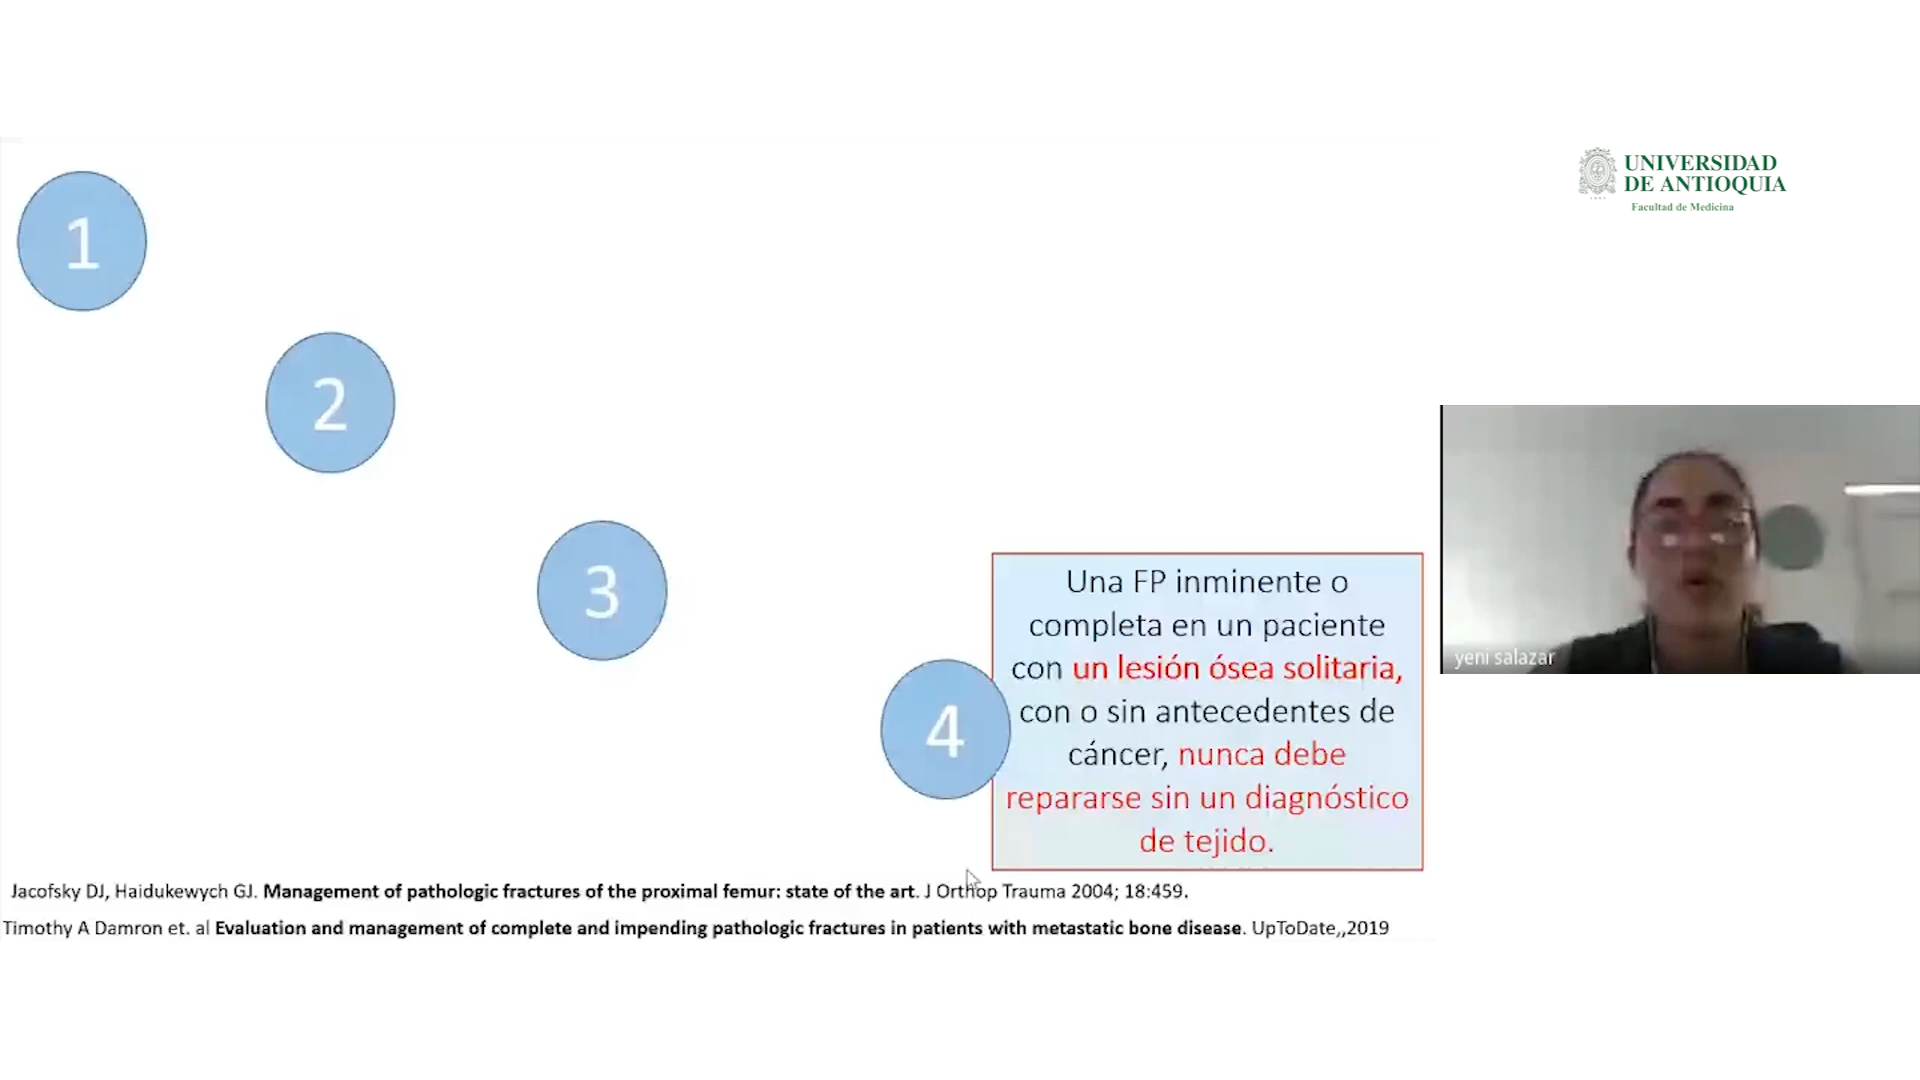 UNIVERSIDAD
DE ANTIOQUIA
Facultad de Medicina
1
2
3
4
Una FP inminente o
completa en un paciente
con un lesión ósea solitaria,
con o sin antecedentes de
cáncer, nunca debe
repararse sin un diagnóstico
de tejido.
yeni salazar
Jacofsky DJ, Haidukewych GJ. Management of pathologic fractures of the proximal femur: state of the art. J Orthop Trauma 2004; 18:459.
Timothy A Damron et. al Evaluation and management of complete and impending pathologic fractures in patients with metastatic bone disease. UpToDate,,2019